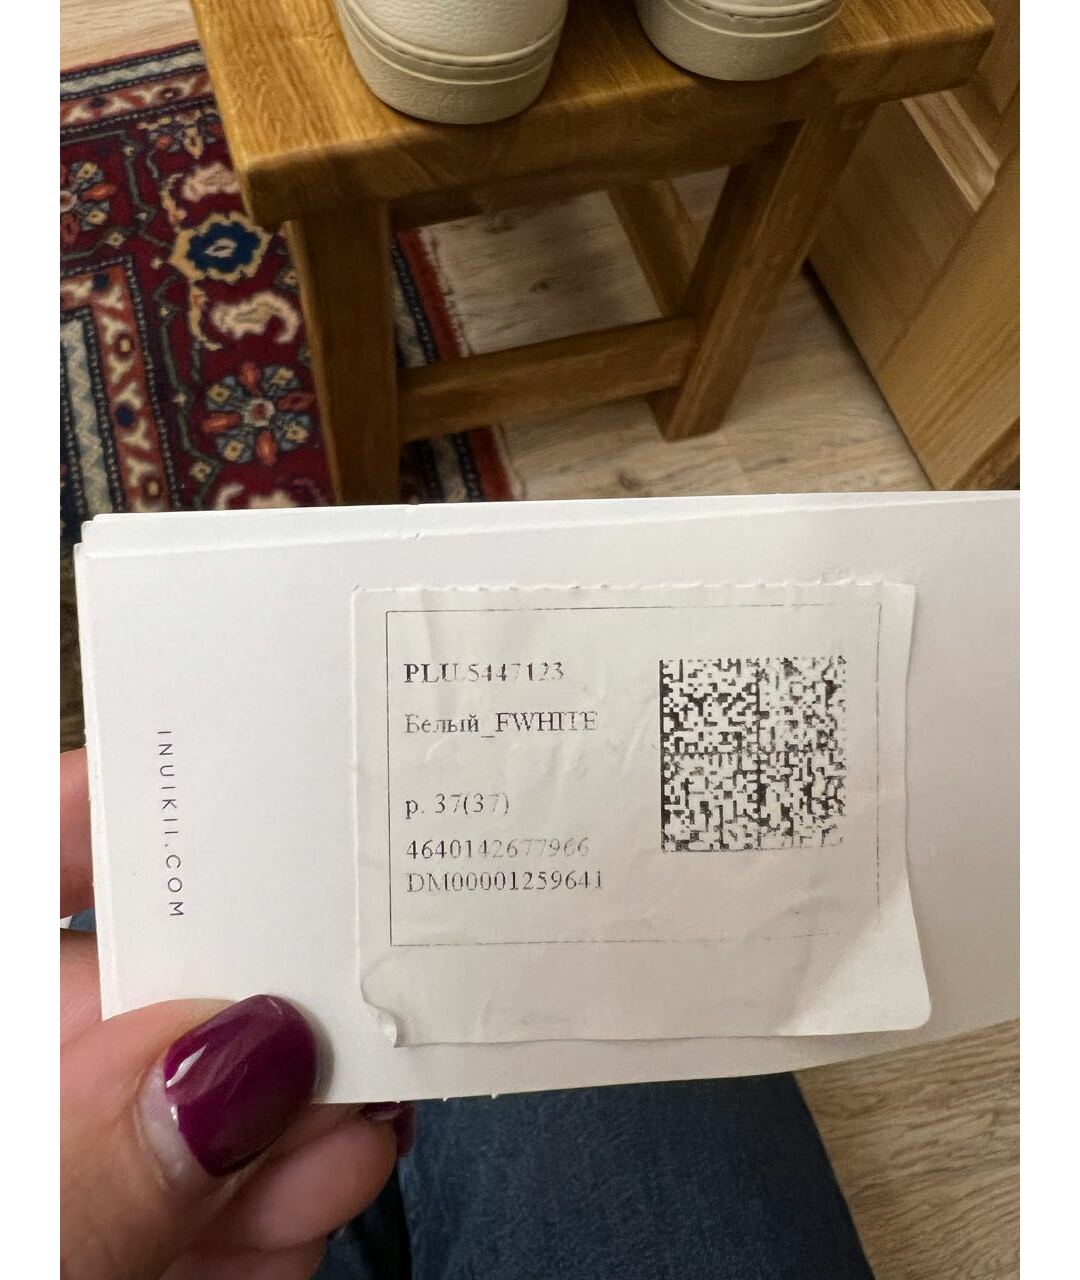 INUIKII.COM
PLU 5447123
Белый_FWHITE
р. 37(37)
4640142677966
DM00001259641